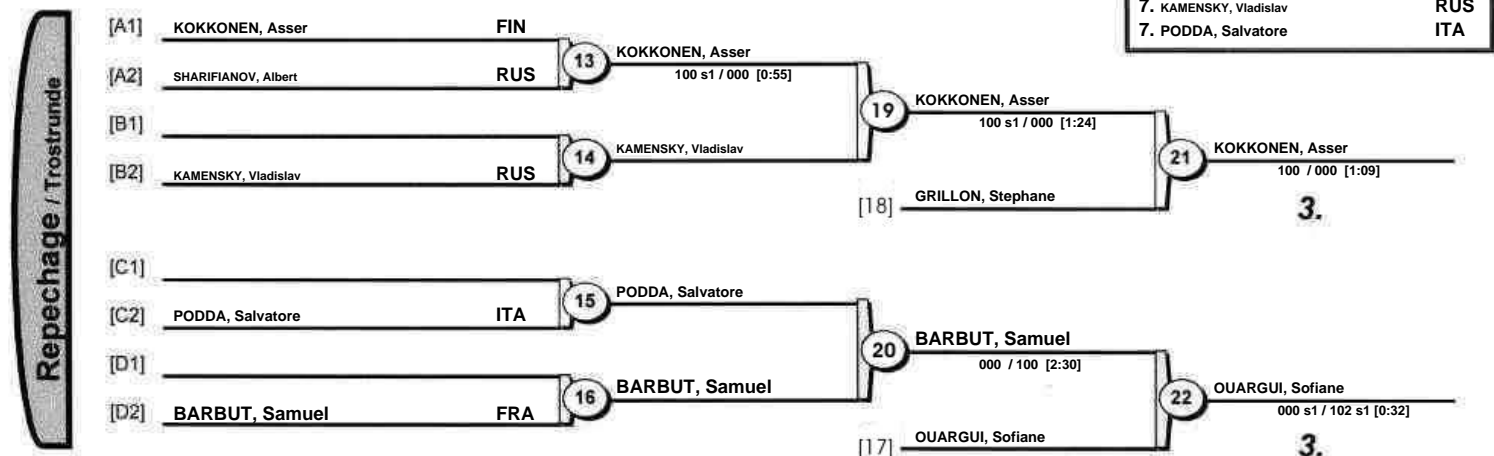 7. KAMENSKY, Vladislav RUS
7. PODDA, Salvatore ITA
Repechage / Trostrunde
[A1] KOKKONEN, Asser FIN
13 KOKKONEN, Asser
100 s1 / 000 [0:55]
[A2] SHARIFIANOV, Albert RUS
19 KOKKONEN, Asser
100 s1 / 000 [1:24]
[B1]
14 KAMENSKY, Vladislav
[B2] KAMENSKY, Vladislav RUS
21 KOKKONEN, Asser
100 / 000 [1:09]
[18] GRILLON, Stephane
3.
[C1]
15 PODDA, Salvatore
[C2] PODDA, Salvatore ITA
20 BARBUT, Samuel
000 / 100 [2:30]
[D1]
16 BARBUT, Samuel
[D2] BARBUT, Samuel FRA
22 OUARGUI, Sofiane
000 s1 / 102 s1 [0:32]
[17] OUARGUI, Sofiane
3.